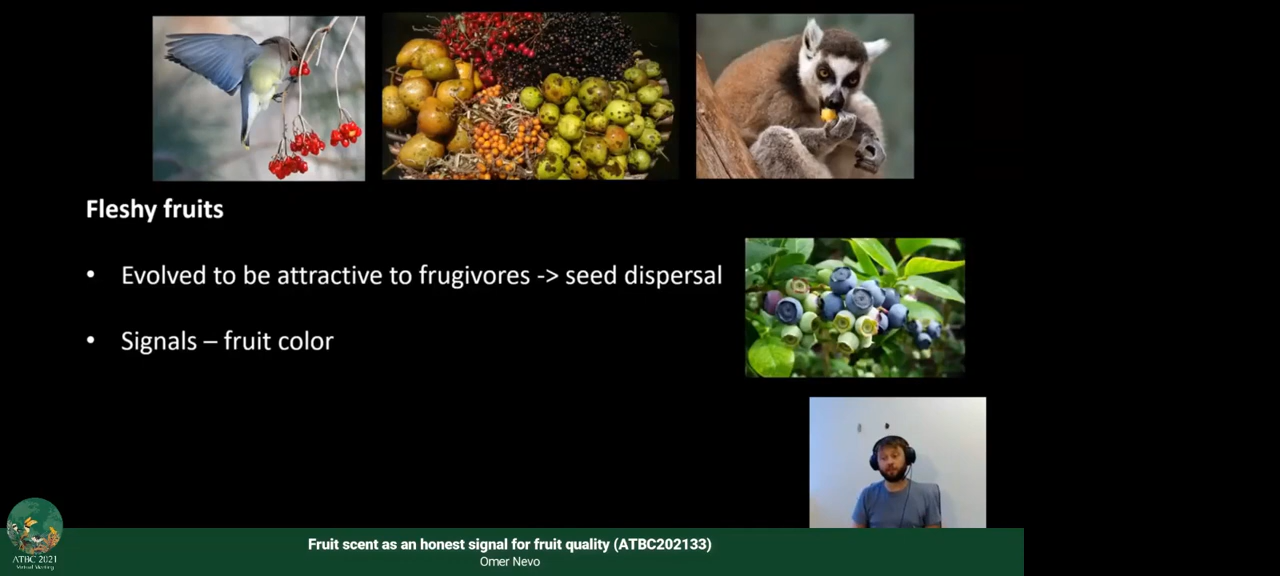 Fleshy fruits
• Evolved to be attractive to frugivores -> seed dispersal
• Signals – fruit color
ATBC 2021
Virtual Meeting
Fruit scent as an honest signal for fruit quality (ATBC202133)
Omer Nevo